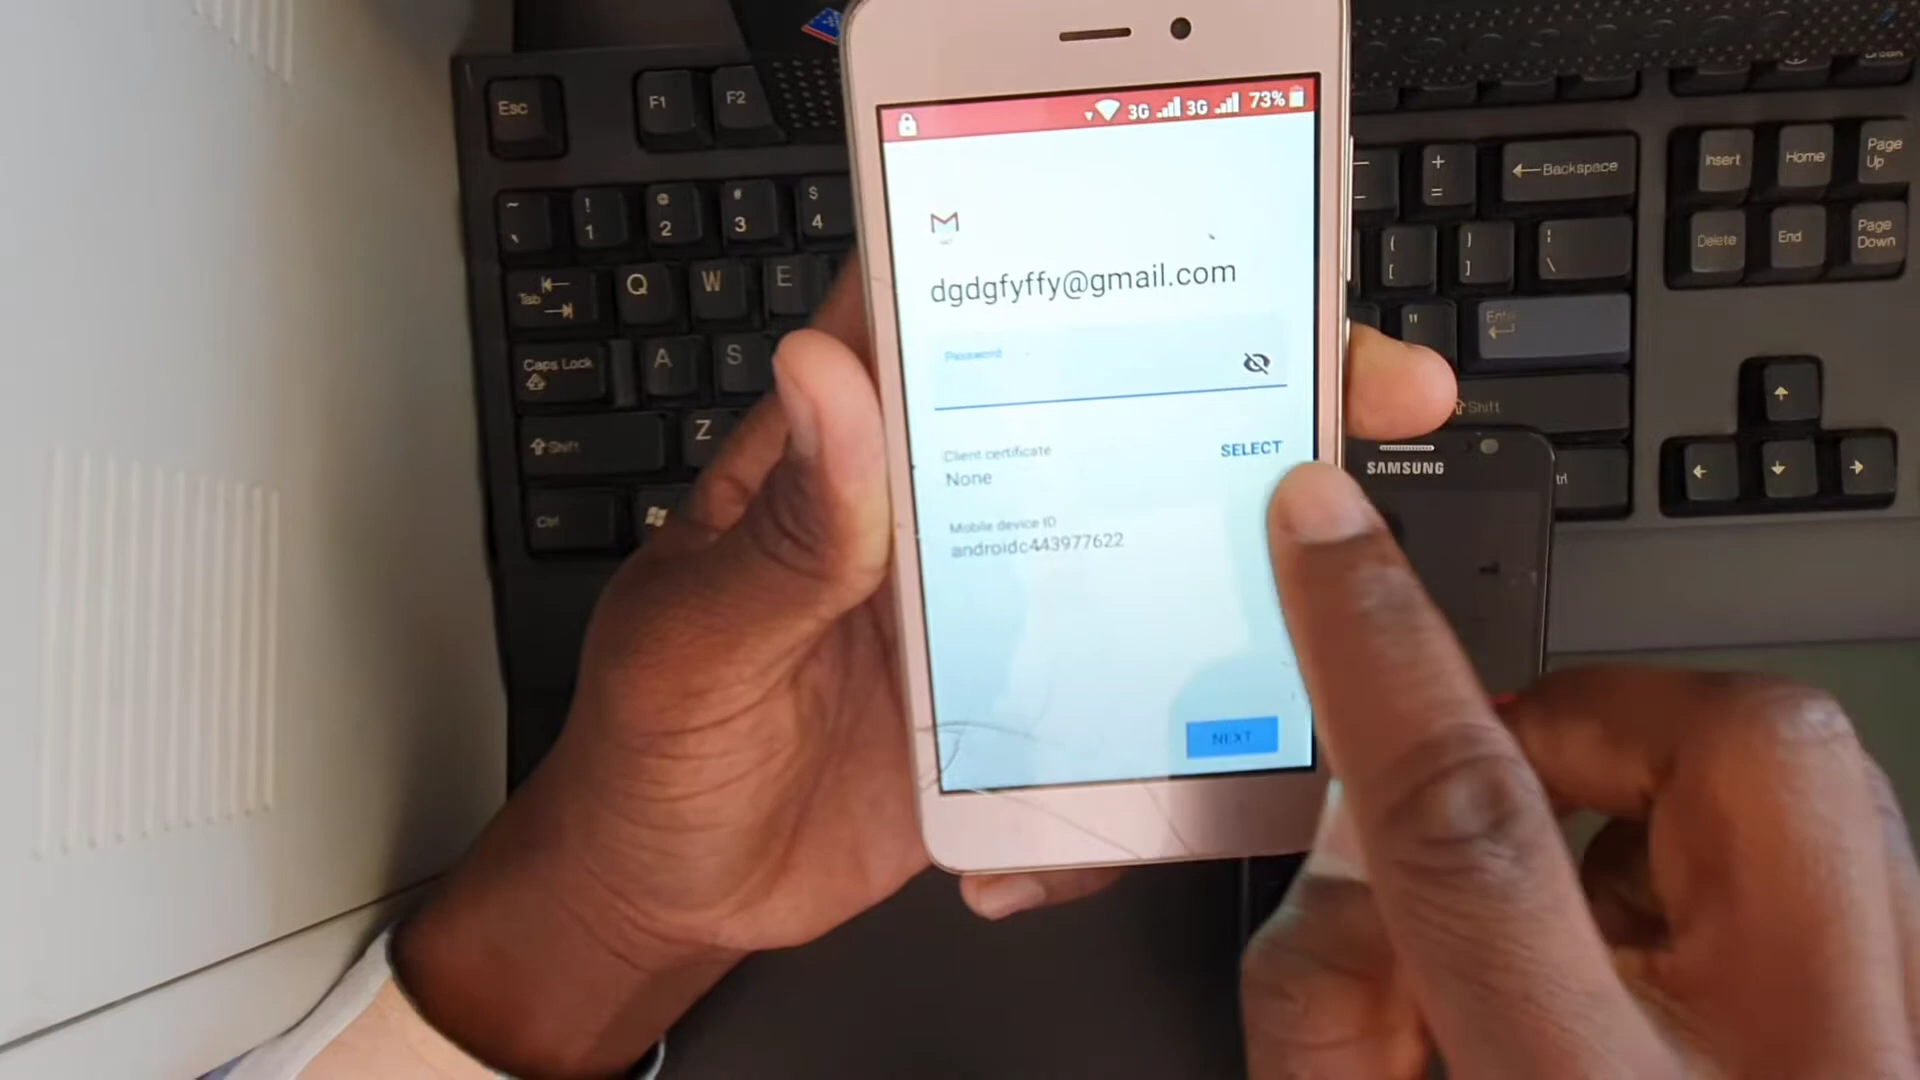 3G 3G 73%
dgdgfyffy@gmail.com
Password
Client certificate
None
SELECT
Mobile device ID
androidc443977622
NEXT
SAMSUNG
Esc F1 F2
~ ` ! 1 @ 2 # 3 $ 4
Tab Q W E
Caps Lock A S
Shift Z
Ctrl
+ =
Backspace
{ [ } ] \
"
Enter
Shift
Insert Home Page Up
Delete End Page Down